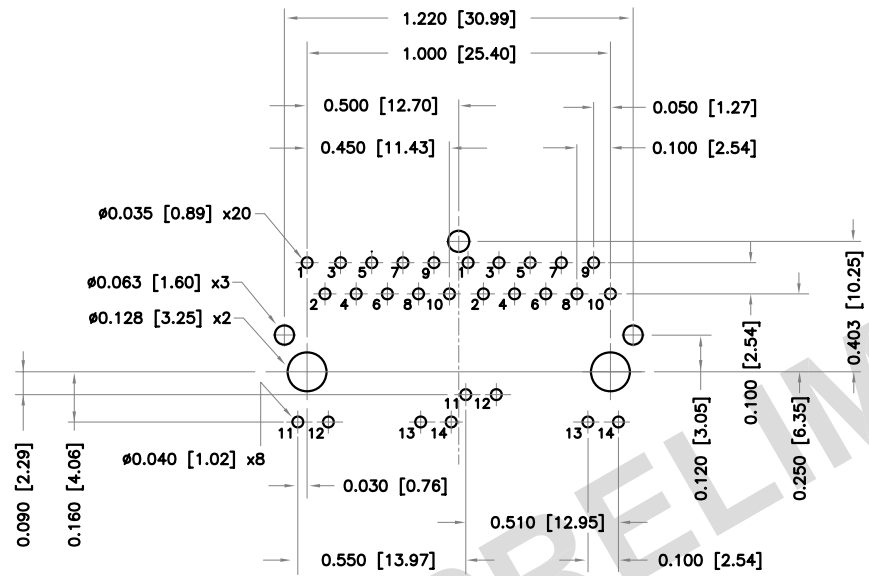 1.220 [30.99]
1.000 [25.40]
0.500 [12.70]
0.050 [1.27]
0.450 [11.43]
0.100 [2.54]
ø0.035 [0.89] x20
1 3 5 7 9 1 3 5 7 9
ø0.063 [1.60] x3
2 4 6 8 10 2 4 6 8 10
ø0.128 [3.25] x2
11 12
11 12 13 14 13 14
ø0.040 [1.02] x8
0.030 [0.76]
0.510 [12.95]
0.550 [13.97]
0.100 [2.54]
0.090 [2.29]
0.160 [4.06]
0.120 [3.05]
0.100 [2.54]
0.250 [6.35]
0.403 [10.25]
PRELIM